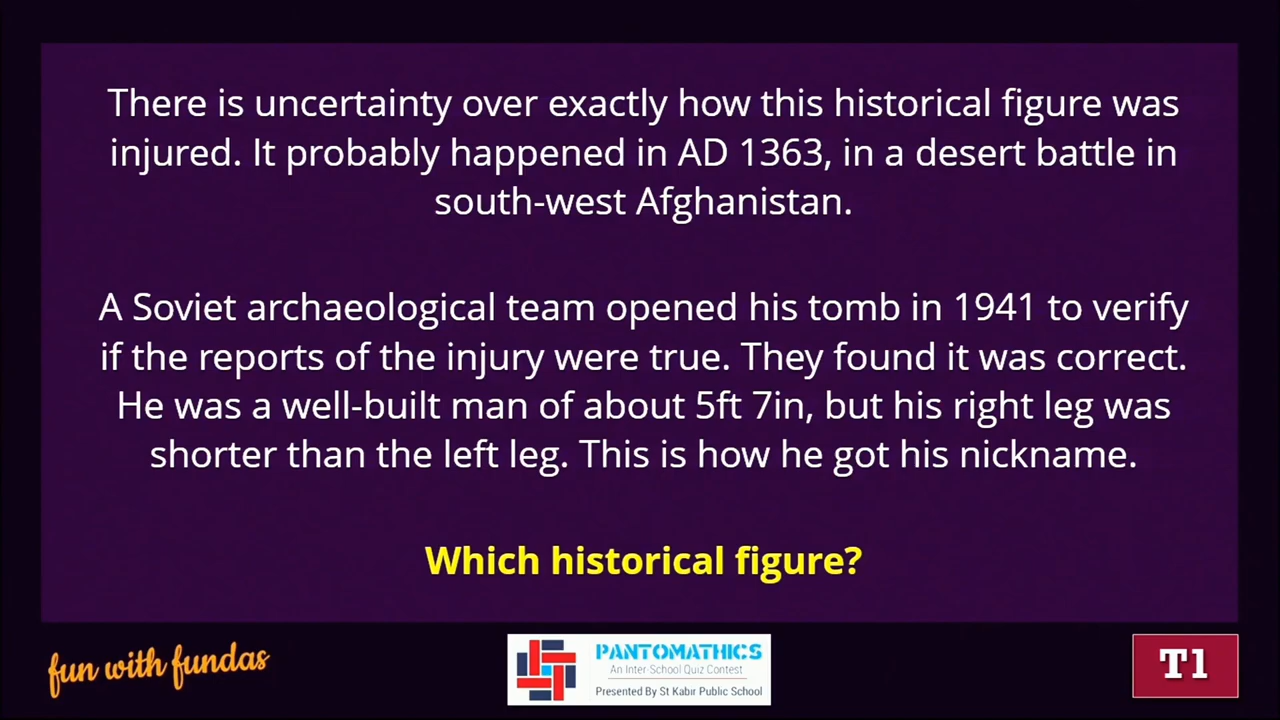 There is uncertainty over exactly how this historical figure was
injured. It probably happened in AD 1363, in a desert battle in
south-west Afghanistan.
A Soviet archaeological team opened his tomb in 1941 to verify
if the reports of the injury were true. They found it was correct.
He was a well-built man of about 5ft 7in, but his right leg was
shorter than the left leg. This is how he got his nickname.
Which historical figure?
fun with fundas
PANTOMATHICS
An Inter-School Quiz Contest
Presented By St Kabir Public School
T1